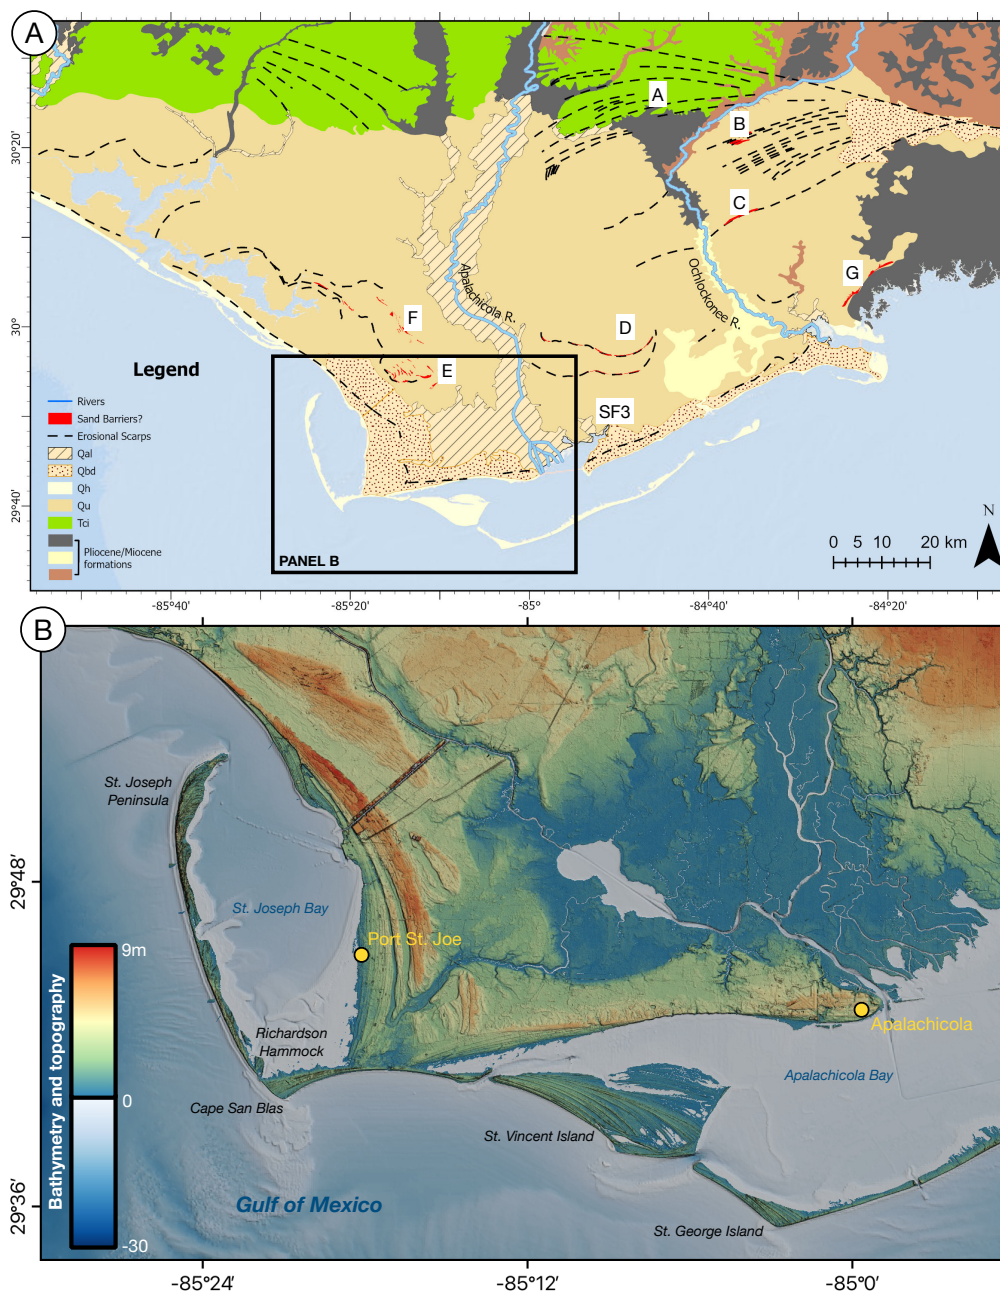 A
A
B
C
G
D
F
E
SF3
Apalachicola R.
Ochlockonee R.
30°20'
30°
29°40'
Legend
Rivers
Sand Barriers?
Erosional Scarps
Qal
Qbd
Qh
Qu
Tci
Pliocene/Miocene
formations
PANEL B
N
0 5 10 20 km
-85°40' -85°20' -85° -84°40' -84°20'
B
St. Joseph
Peninsula
St. Joseph Bay
Port St. Joe
Richardson
Hammock
Apalachicola
Apalachicola Bay
Cape San Blas
St. Vincent Island
Gulf of Mexico
St. George Island
Bathymetry and topography
9m
0
-30
29°48'
29°36'
-85°24' -85°12' -85°0'